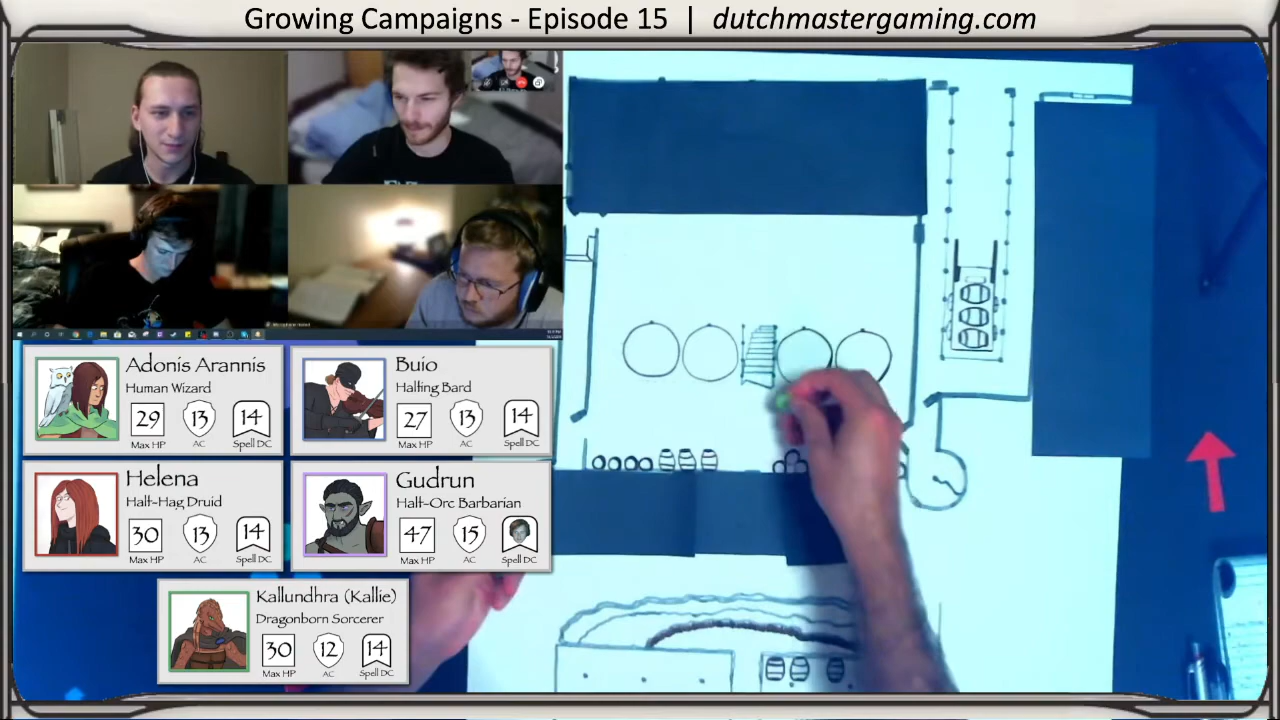 Growing Campaigns - Episode 15 | dutchmastergaming.com
Adonis Arannis
Human Wizard
29 13 14
Max HP AC Spell DC
Buio
Halfling Bard
27 13 14
Max HP AC Spell DC
Helena
Half-Hag Druid
30 13 14
Max HP AC Spell DC
Gudrun
Half-Orc Barbarian
47 15
Max HP AC Spell DC
Kallundhra (Kallie)
Dragonborn Sorcerer
30 12 14
Max HP AC Spell DC